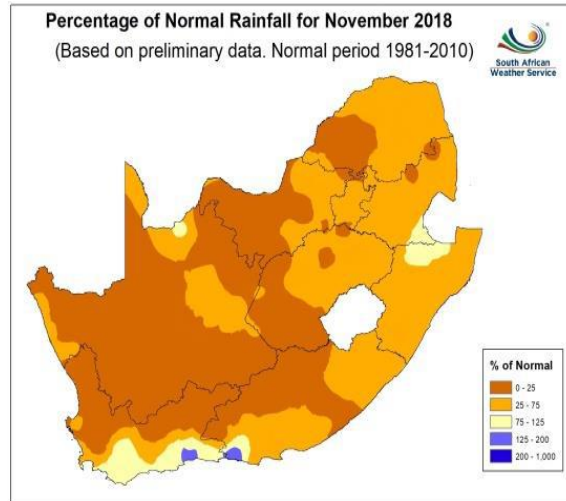 Percentage of Normal Rainfall for November 2018
(Based on preliminary data. Normal period 1981-2010)
South African
Weather Service
% of Normal
0 - 25
25 - 75
75 - 125
125 - 200
200 - 1,000